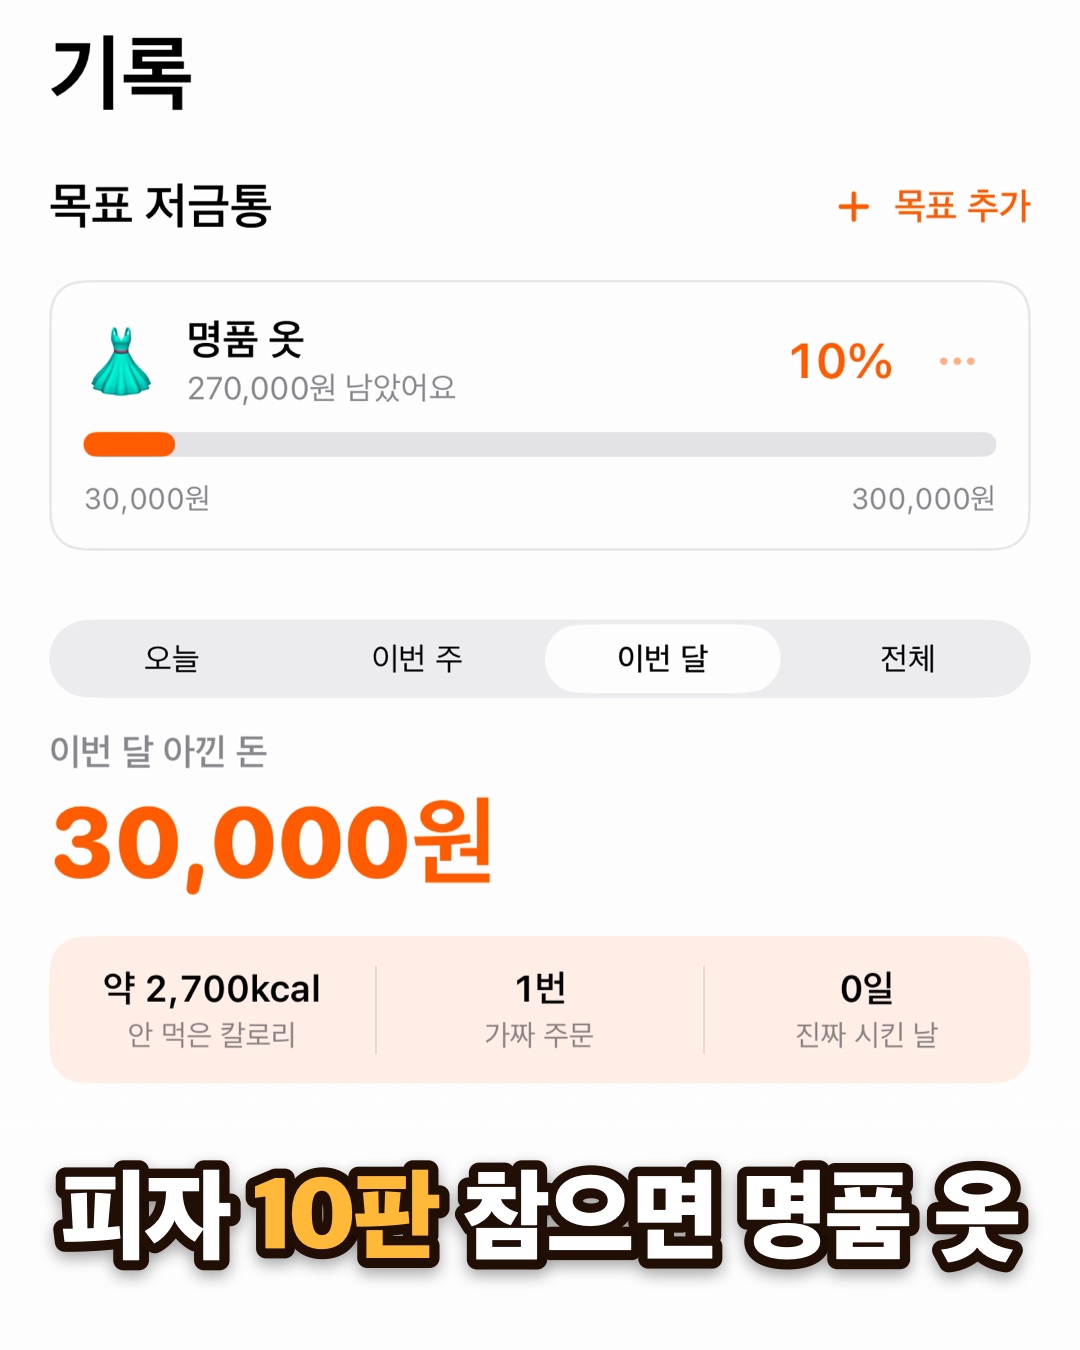 기록
목표 저금통
+ 목표 추가
명품 옷
270,000원 남았어요
10%
30,000원
300,000원
오늘
이번 주
이번 달
전체
이번 달 아낀 돈
30,000원
약 2,700kcal
안 먹은 칼로리
1번
가짜 주문
0일
진짜 시킨 날
피자 10판 참으면 명품 옷